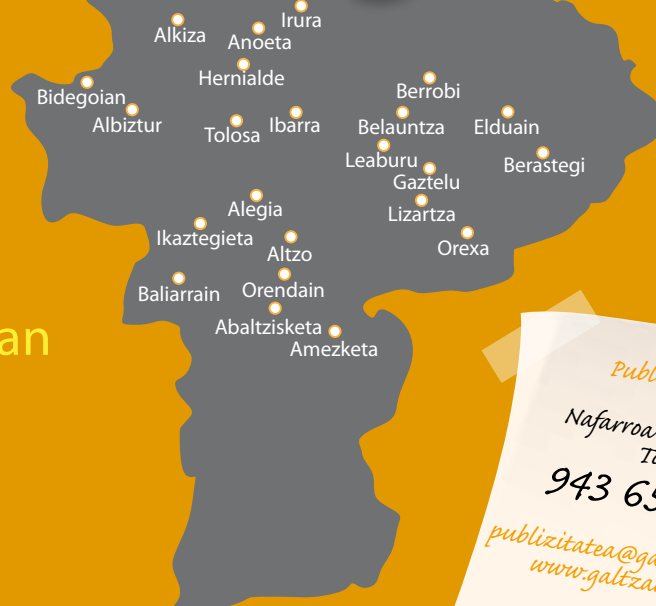 Irura
Alkiza
Anoeta
Hernialde
Bidegoian
Albiztur
Tolosa
Ibarra
Berrobi
Belauntza
Elduain
Leaburu
Berastegi
Gaztelu
Alegia
Lizartza
Ikaztegieta
Orexa
Altzo
Baliarrain
Orendain
Abaltzisketa
Amezketa
an
Publ
Nafarroa
943 65
publizitatea@ga
www.galtza